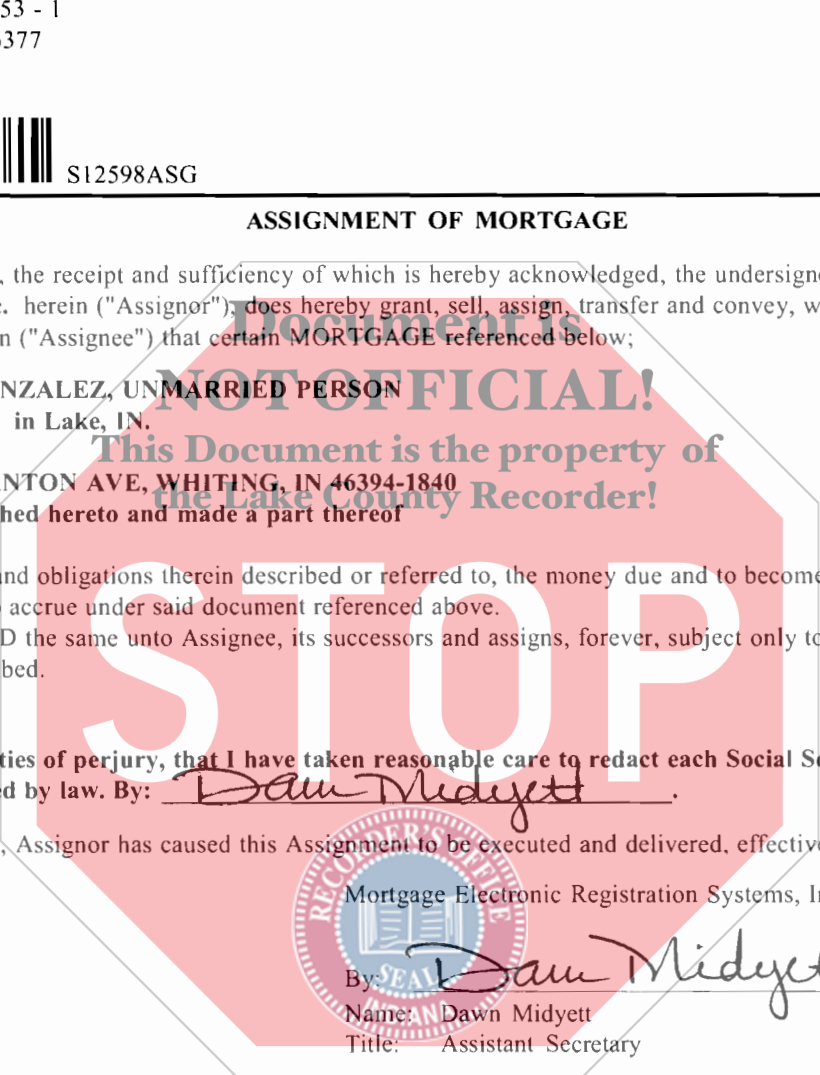 53 - 1
377
S12598ASG
ASSIGNMENT OF MORTGAGE
, the receipt and sufficiency of which is hereby acknowledged, the undersigne
. herein ("Assignor"), does hereby grant, sell, assign, transfer and convey, w
n ("Assignee") that certain MORTGAGE referenced below;
Document is
NZALEZ, UNMARRIED PERSON
NOT OFFICIAL!
in Lake, IN.
This Document is the property of
NTON AVE, WHITING, IN 46394-1840
the Lake County Recorder!
hed hereto and made a part thereof
and obligations therein described or referred to, the money due and to become
accrue under said document referenced above.
D the same unto Assignee, its successors and assigns, forever, subject only to
bed.
STOP
ties of perjury, that I have taken reasonable care to redact each Social Se
ed by law. By: Dawn Midyett.
, Assignor has caused this Assignment to be executed and delivered, effective
RECORDER'S OFFICE
Mortgage Electronic Registration Systems, In
By: Dawn Midyett
SEAL
INDIANA
Name: Dawn Midyett
Title: Assistant Secretary